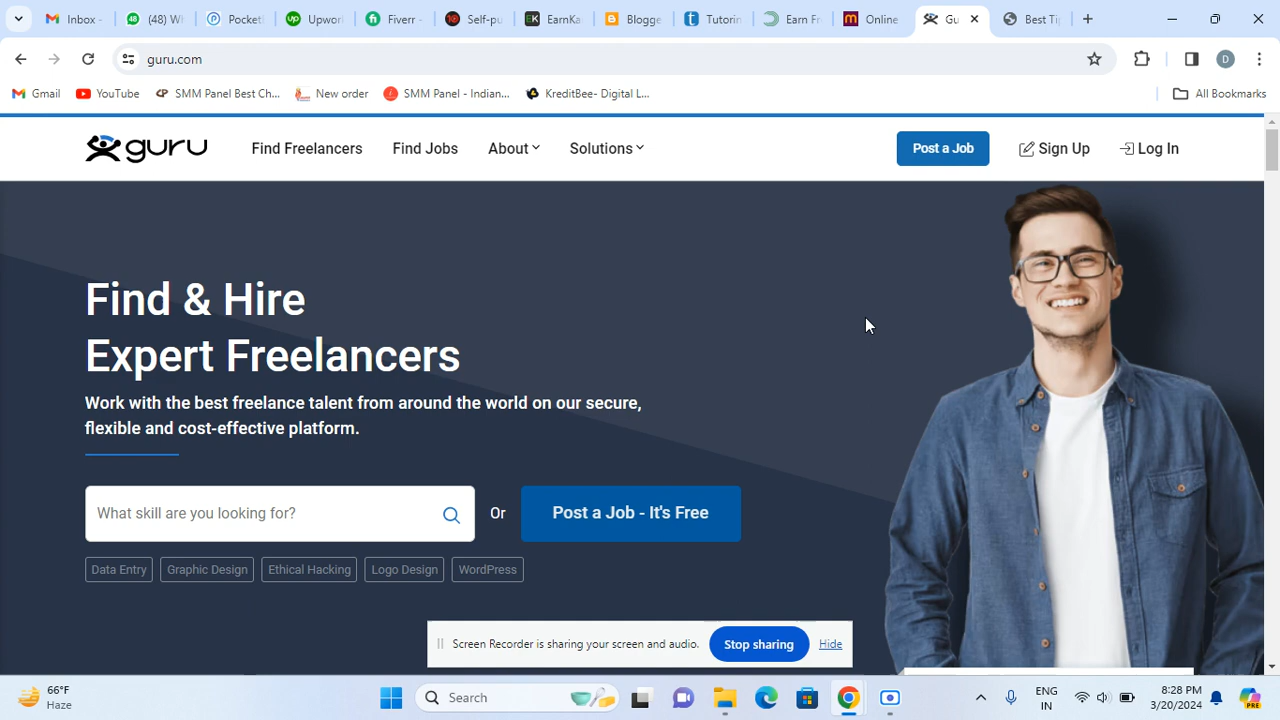 Inbox -
(48) W
Pocket
Upwor
Fiverr -
Self-pu
EarnKa
Blogge
Tutorin
Earn Fr
Online
Gu
Best Ti
guru.com
D
Gmail
YouTube
SMM Panel Best Ch...
New order
SMM Panel - Indian...
KreditBee- Digital L...
All Bookmarks
guru
Find Freelancers
Find Jobs
About
Solutions
Post a Job
Sign Up
Log In
Find & Hire
Expert Freelancers
Work with the best freelance talent from around the world on our secure,
flexible and cost-effective platform.
What skill are you looking for?
Or
Post a Job - It's Free
Data Entry
Graphic Design
Ethical Hacking
Logo Design
WordPress
Screen Recorder is sharing your screen and audio.
Stop sharing
Hide
66°F
Haze
Search
ENG
IN
8:28 PM
3/20/2024
PRE